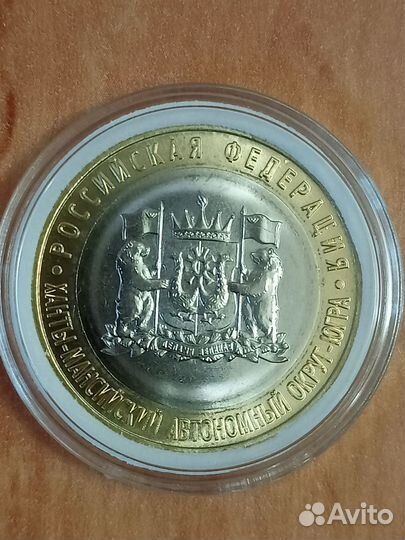 РОССИЙСКАЯ ФЕДЕРАЦИЯ
ХАНТЫ-МАНСИЙСКИЙ АВТОНОМНЫЙ ОКРУГ-ЮГРА
Avito